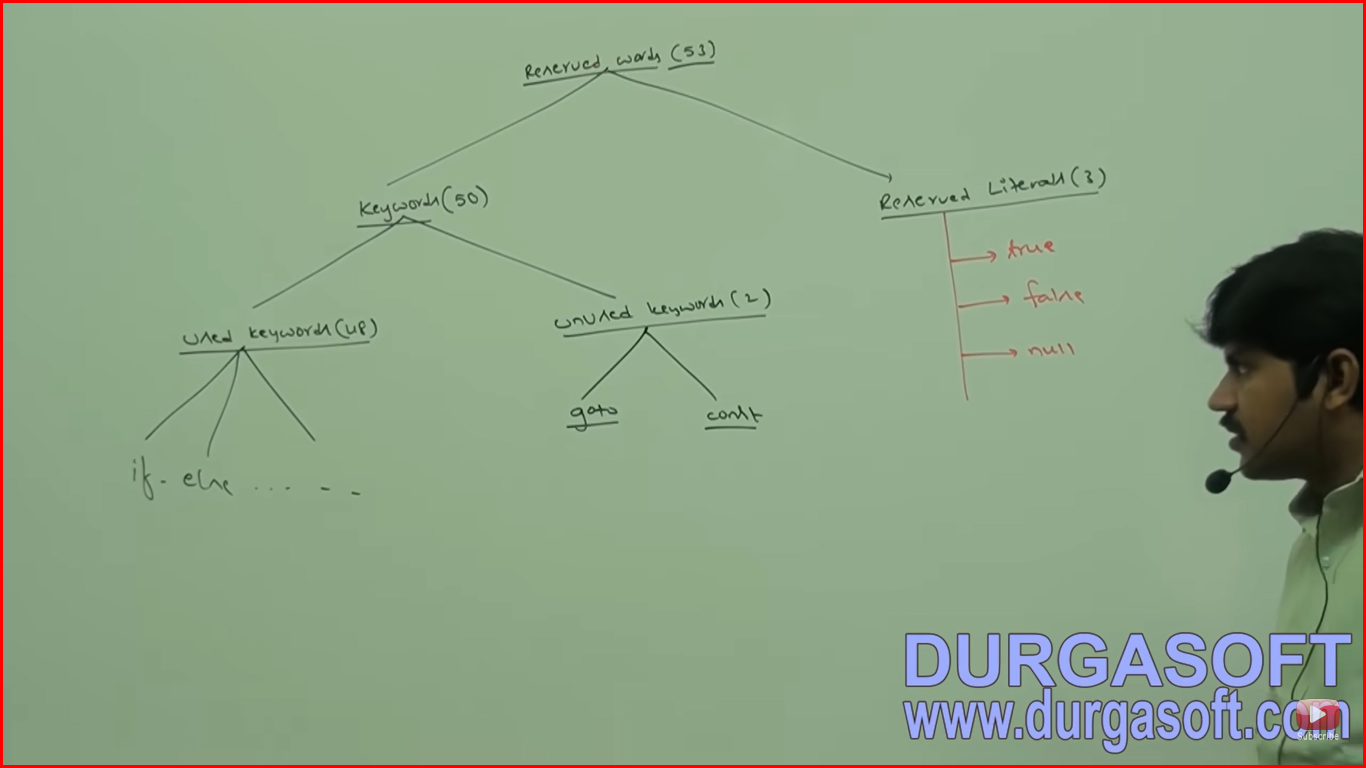 Reserved words (53)
Keywords (50)
Reserved Literals (3)
true
false
null
used keywords (48)
unused keywords (2)
goto
const
if. else ... - -
DURGASOFT
www.durgasoft.com
Subscribe